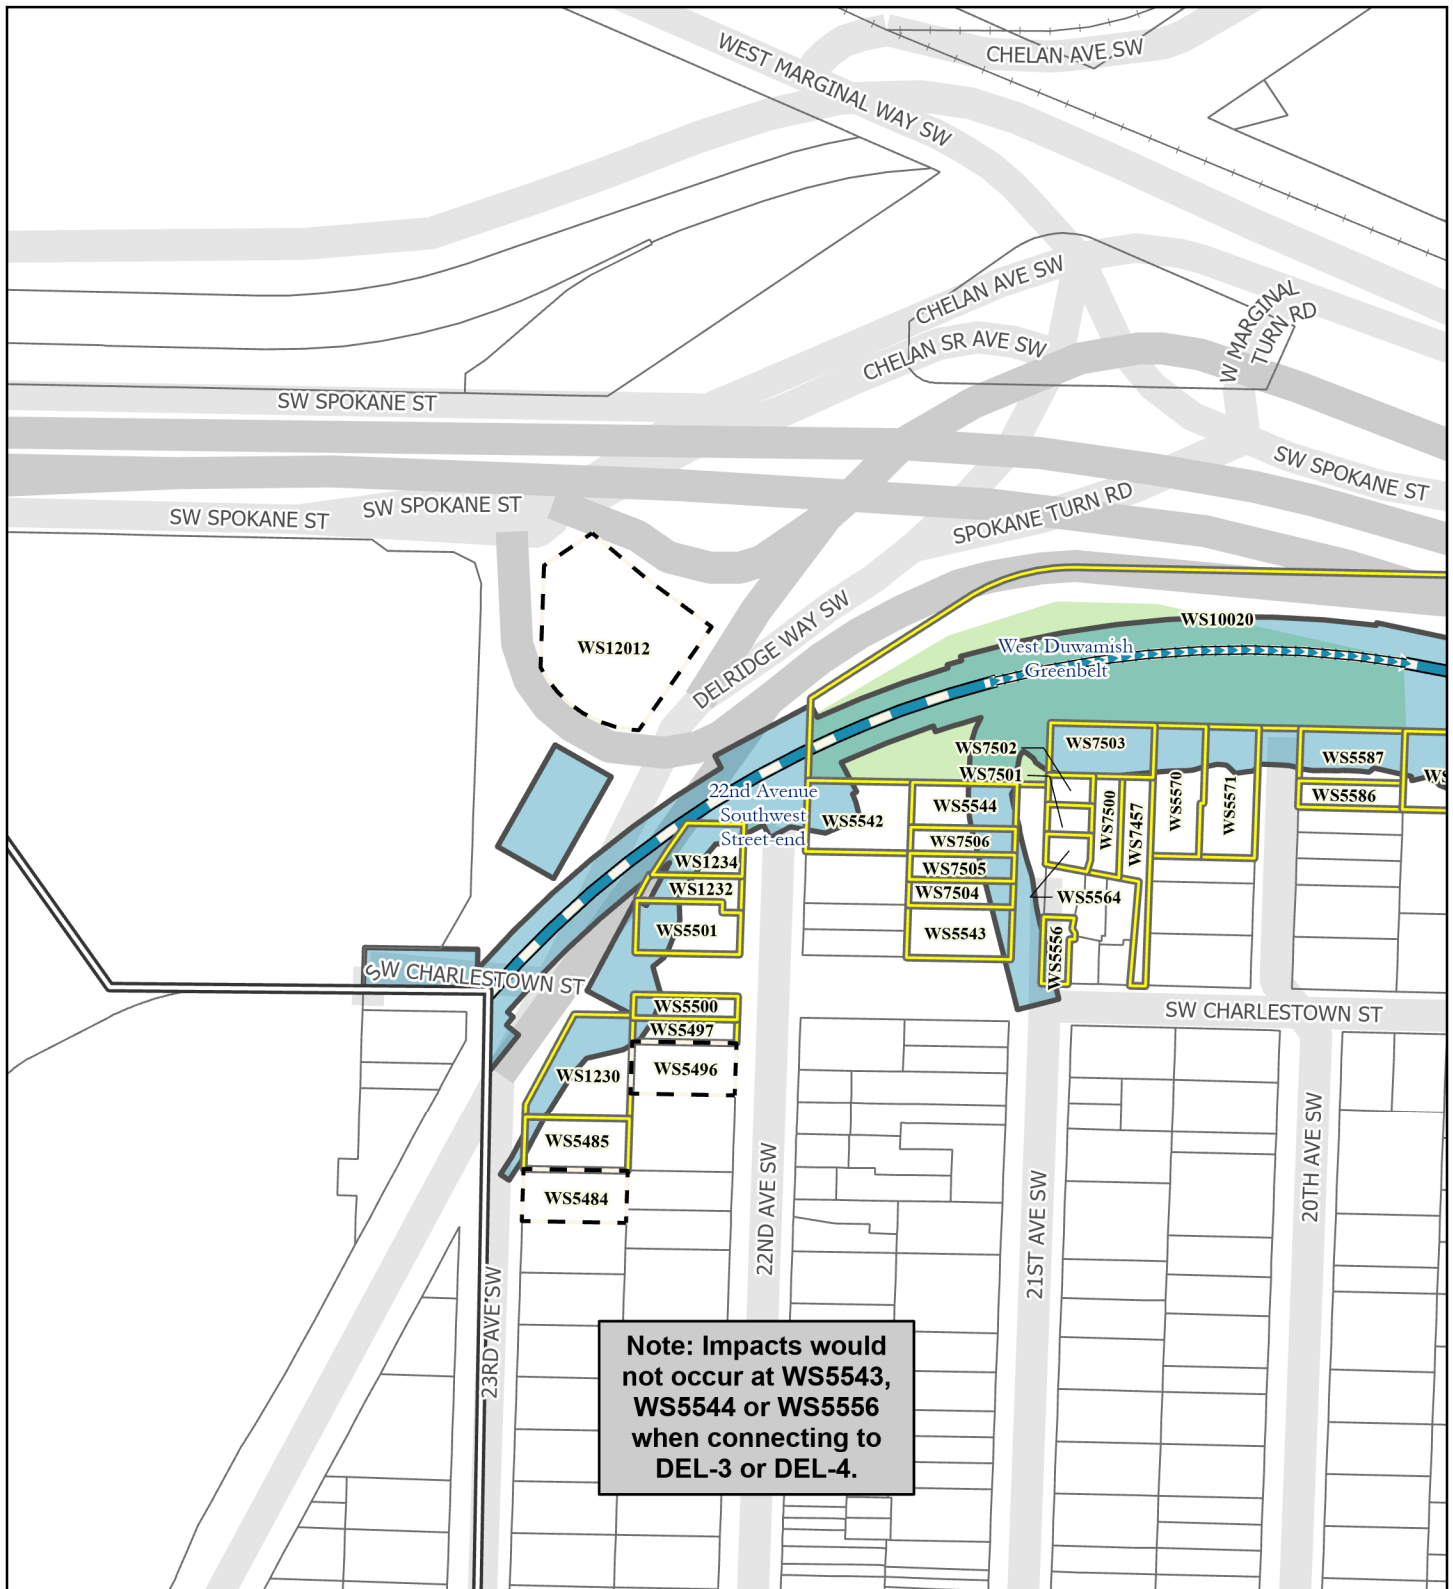 CHELAN AVE SW
WEST MARGINAL WAY SW
CHELAN AVE SW
CHELAN SR AVE SW
W MARGINAL
TURN RD
SW SPOKANE ST
SW SPOKANE ST
SW SPOKANE ST
SW SPOKANE ST
SPOKANE TURN RD
DELRIDGE WAY SW
WS12012
WS10020
West Duwamish
Greenbelt
WS7502
WS7503
WS7501
WS5587
WS5586
WS
WS5570
WS5571
WS7500
WS7457
22nd Avenue
Southwest
Street-end
WS5542
WS5544
WS7506
WS7505
WS7504
WS5543
WS5564
WS5556
WS1234
WS1232
WS5501
SW CHARLESTOWN ST
SW CHARLESTOWN ST
WS5500
WS5497
WS5496
WS1230
WS5485
WS5484
23RD AVE SW
22ND AVE SW
21ST AVE SW
20TH AVE SW
Note: Impacts would
not occur at WS5543,
WS5544 or WS5556
when connecting to
DEL-3 or DEL-4.